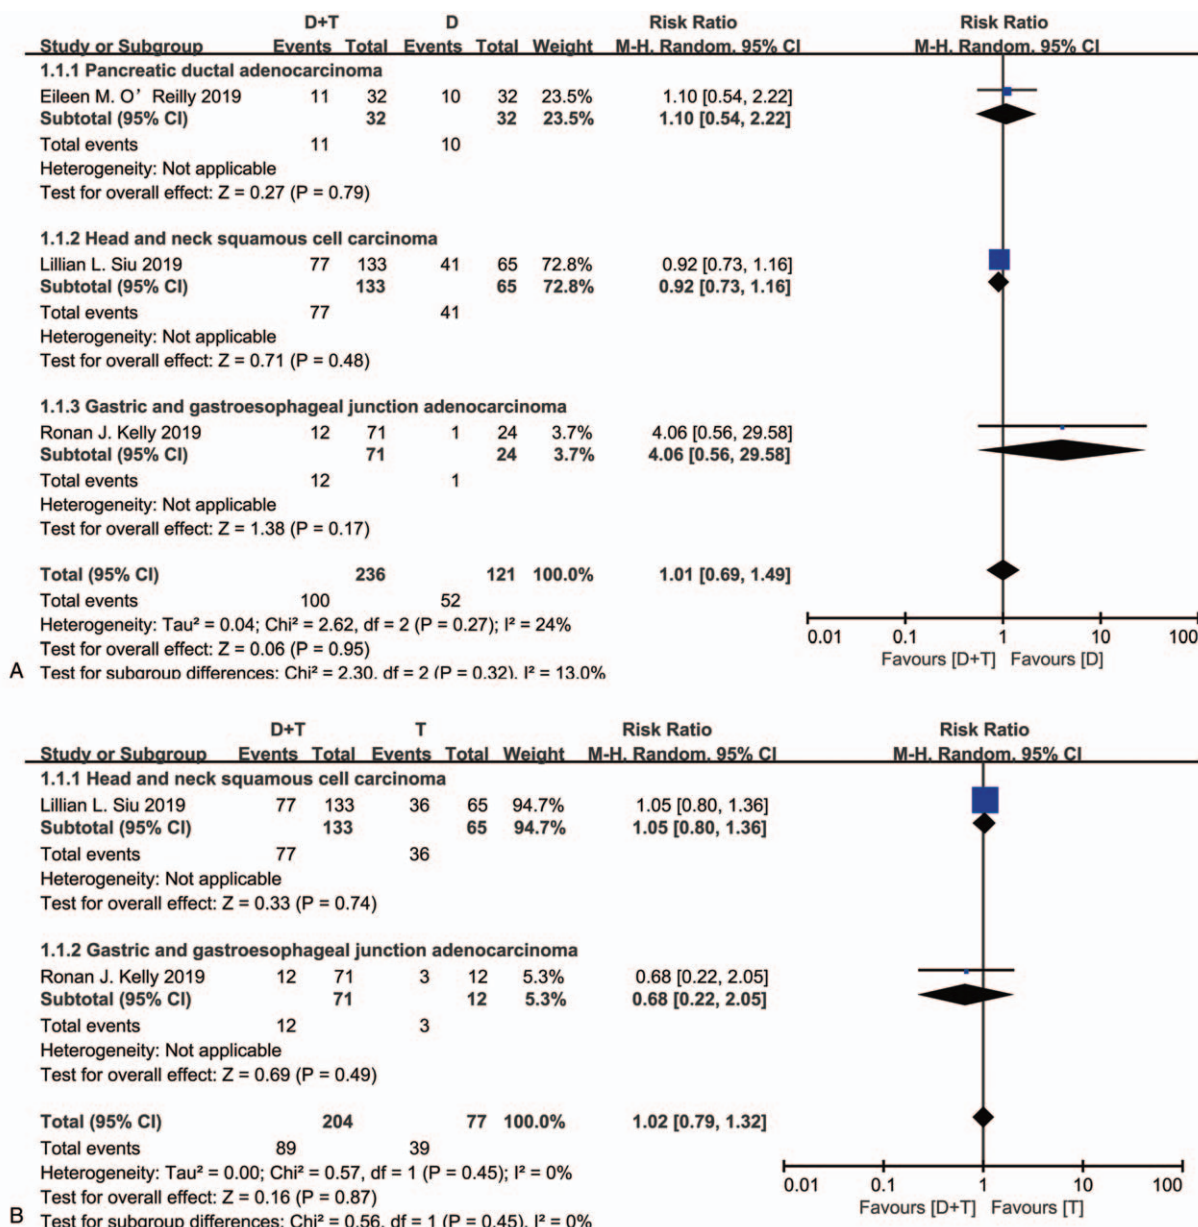 D+T D Risk Ratio Risk Ratio
Study or Subgroup Events Total Events Total Weight M-H. Random. 95% CI M-H. Random. 95% CI
1.1.1 Pancreatic ductal adenocarcinoma
Eileen M. O’ Reilly 2019 11 32 10 32 23.5% 1.10 [0.54, 2.22]
Subtotal (95% CI) 32 32 23.5% 1.10 [0.54, 2.22]
Total events 11 10
Heterogeneity: Not applicable
Test for overall effect: Z = 0.27 (P = 0.79)
1.1.2 Head and neck squamous cell carcinoma
Lillian L. Siu 2019 77 133 41 65 72.8% 0.92 [0.73, 1.16]
Subtotal (95% CI) 133 65 72.8% 0.92 [0.73, 1.16]
Total events 77 41
Heterogeneity: Not applicable
Test for overall effect: Z = 0.71 (P = 0.48)
1.1.3 Gastric and gastroesophageal junction adenocarcinoma
Ronan J. Kelly 2019 12 71 1 24 3.7% 4.06 [0.56, 29.58]
Subtotal (95% CI) 71 24 3.7% 4.06 [0.56, 29.58]
Total events 12 1
Heterogeneity: Not applicable
Test for overall effect: Z = 1.38 (P = 0.17)
Total (95% CI) 236 121 100.0% 1.01 [0.69, 1.49]
Total events 100 52
Heterogeneity: Tau² = 0.04; Chi² = 2.62, df = 2 (P = 0.27); I² = 24%
Test for overall effect: Z = 0.06 (P = 0.95)
A Test for subgroup differences: Chi² = 2.30. df = 2 (P = 0.32). I² = 13.0%
0.01 0.1 1 10 100
Favours [D+T] Favours [D]
D+T T Risk Ratio Risk Ratio
Study or Subgroup Events Total Events Total Weight M-H. Random. 95% CI M-H. Random. 95% CI
1.1.1 Head and neck squamous cell carcinoma
Lillian L. Siu 2019 77 133 36 65 94.7% 1.05 [0.80, 1.36]
Subtotal (95% CI) 133 65 94.7% 1.05 [0.80, 1.36]
Total events 77 36
Heterogeneity: Not applicable
Test for overall effect: Z = 0.33 (P = 0.74)
1.1.2 Gastric and gastroesophageal junction adenocarcinoma
Ronan J. Kelly 2019 12 71 3 12 5.3% 0.68 [0.22, 2.05]
Subtotal (95% CI) 71 12 5.3% 0.68 [0.22, 2.05]
Total events 12 3
Heterogeneity: Not applicable
Test for overall effect: Z = 0.69 (P = 0.49)
Total (95% CI) 204 77 100.0% 1.02 [0.79, 1.32]
Total events 89 39
Heterogeneity: Tau² = 0.00; Chi² = 0.57, df = 1 (P = 0.45); I² = 0%
Test for overall effect: Z = 0.16 (P = 0.87)
B Test for subgroup differences: Chi² = 0.56. df = 1 (P = 0.45). I² = 0%
0.01 0.1 1 10 100
Favours [D+T] Favours [T]